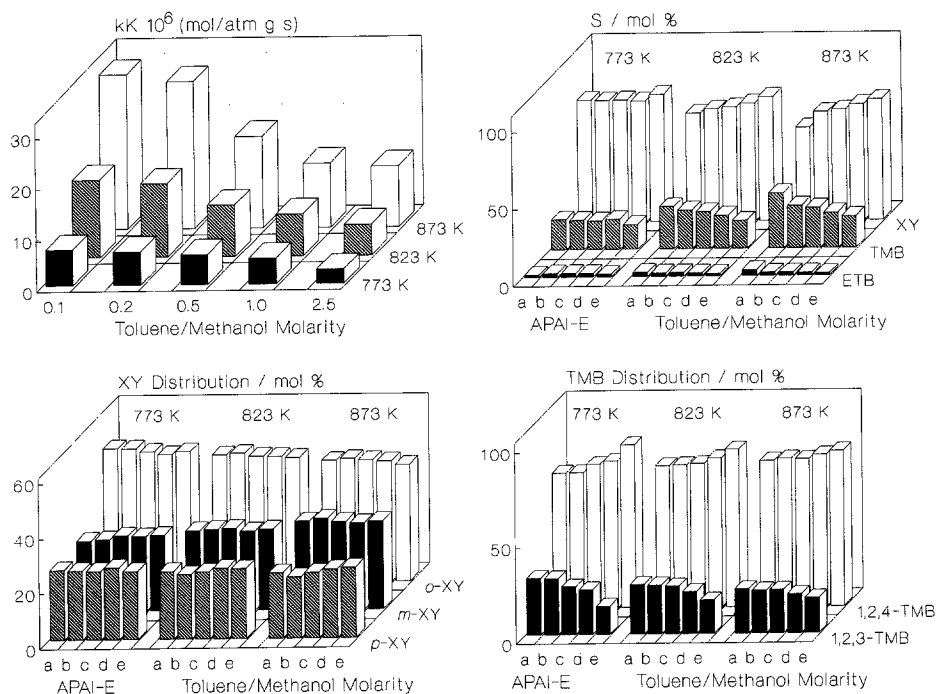 kK 10⁶ (mol/atm g s)
30
20
10
0
873 K
823 K
773 K
0.1 0.2 0.5 1.0 2.5
Toluene/Methanol Molarity
S / mol %
773 K 823 K 873 K
100
50
0
XY
TMB
ETB
a b c d e a b c d e a b c d e
APAl-E Toluene/Methanol Molarity
XY Distribution / mol %
773 K 823 K 873 K
60
40
20
0
o-XY
m-XY
p-XY
a b c d e a b c d e a b c d e
APAl-E Toluene/Methanol Molarity
TMB Distribution / mol %
773 K 823 K 873 K
100
50
0
1,2,4-TMB
1,2,3-TMB
a b c d e a b c d e a b c d e
APAl-E Toluene/Methanol Molarity